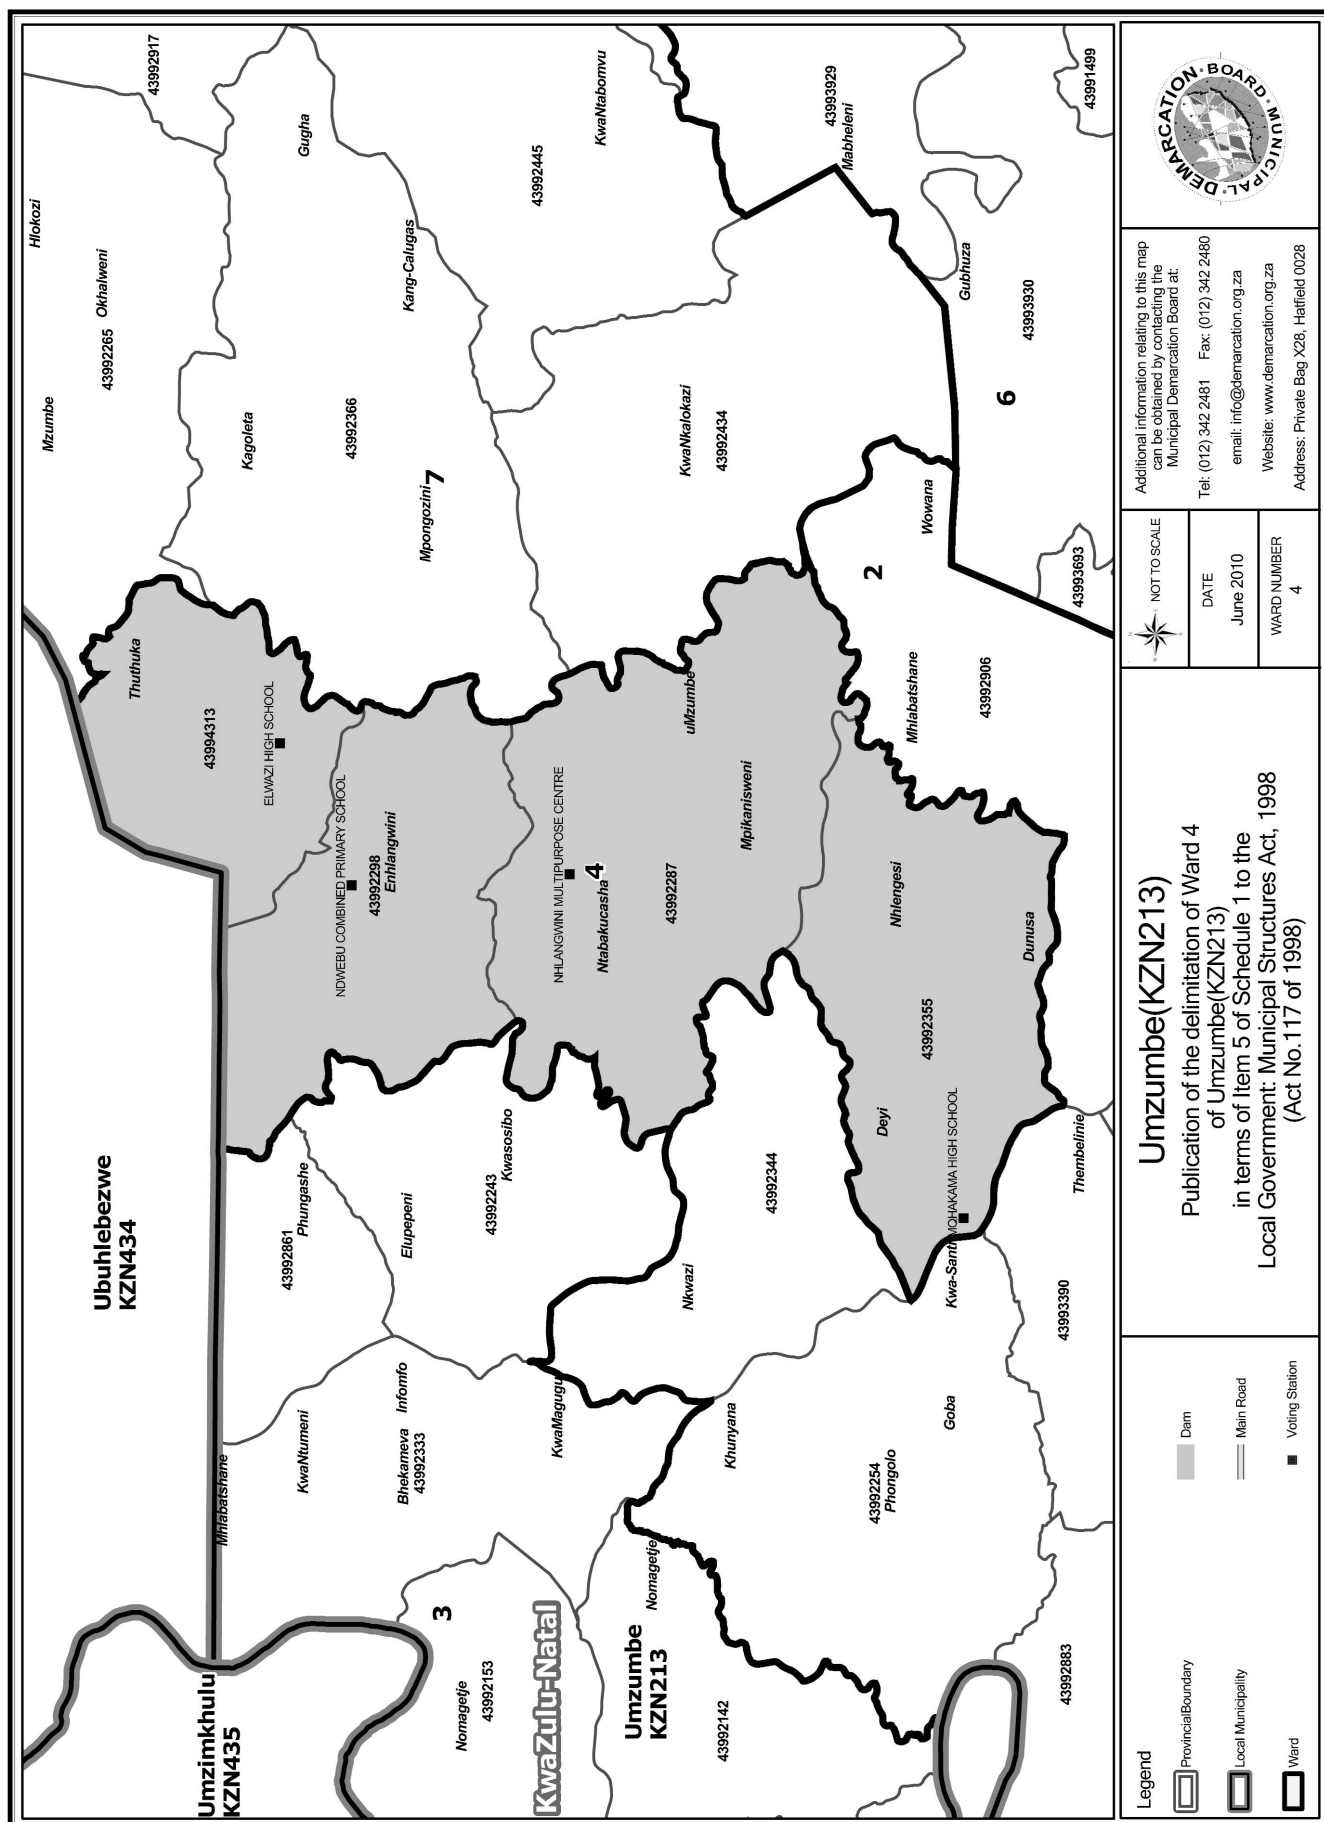 Ubuhlebezwe
KZN434
Umzimkhulu
KZN435
KwaZulu-Natal
Umzumbe
KZN213
Mhlabatshane
KwaNtumeni
Bhekameva
Infomfo
43992333
KwaMagugu
3
Nomagetje
43992153
Nomagetje
43992142
43992861
Phungashe
Elupepeni
43992243
Kwasosibo
Nkwazi
43992344
Khunyana
43992254
Phongolo
Goba
43992883
43993390
Thembelinie
Thuthuka
43994313
ELWAZI HIGH SCHOOL
NDWEBU COMBINED PRIMARY SCHOOL
43992298
Enhlangwini
NHLANGWINI MULTIPURPOSE CENTRE
4
Ntabakucasha
43992287
uMzumbe
Mpikanisweni
Nhlengesi
Dunusa
43992355
Deyi
MQHAKAMA HIGH SCHOOL
Kwa-Santi
Hlokozi
Mzumbe
43992265
Okhalweni
43992917
Gugha
Kagoleta
43992366
Kang-Calugas
Mpongozini
7
43992445
KwaNtabomvu
KwaNkalokazi
43992434
43993929
Mabheleni
Gubhuza
43993930
6
43991499
Wowana
2
Mhlabatshane
43992906
43993693
Legend
ProvincialBoundary
Local Municipality
Ward
Dam
Main Road
Voting Station
Umzumbe(KZN213)
Publication of the delimitation of Ward 4
of Umzumbe(KZN213)
in terms of Item 5 of Schedule 1 to the
Local Government: Municipal Structures Act, 1998
(Act No.117 of 1998)
N
W
E
S
NOT TO SCALE
DATE
June 2010
WARD NUMBER
4
Additional information relating to this map
can be obtained by contacting the
Municipal Demarcation Board at:
Tel: (012) 342 2481 Fax: (012) 342 2480
email: info@demarcation.org.za
Website: www.demarcation.org.za
Address: Private Bag X28, Hatfield 0028
MUNICIPAL · DEMARCATION · BOARD ·